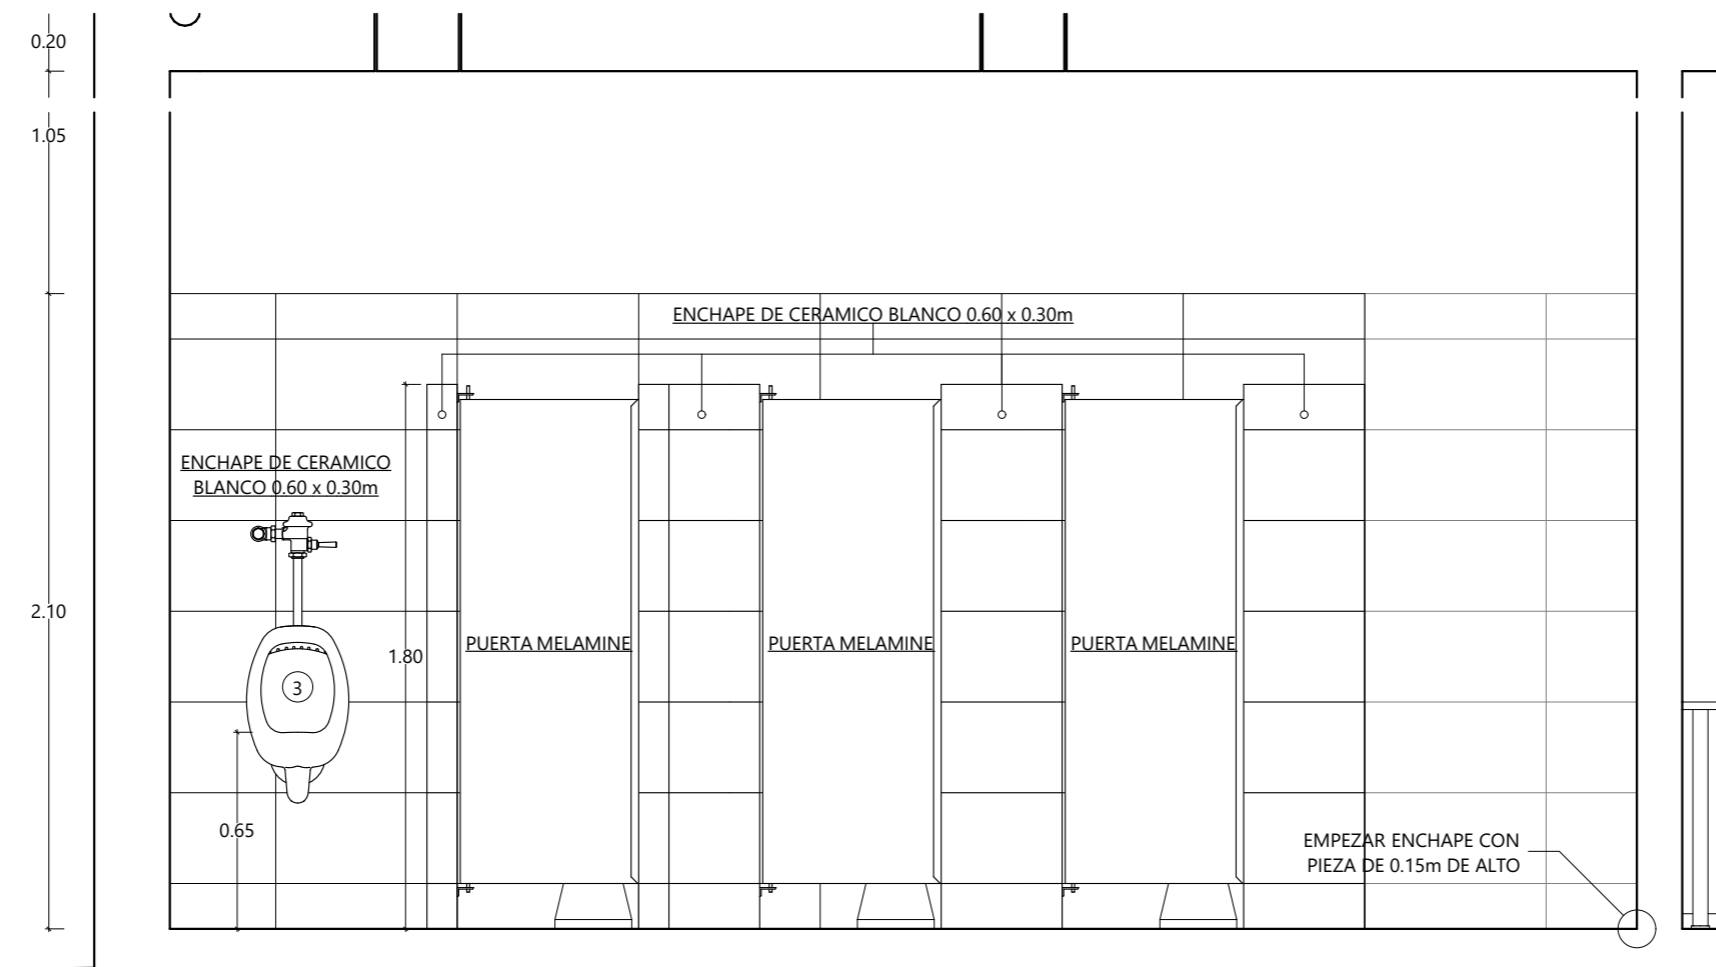 0.20
1.05
ENCHAPE DE CERAMICO BLANCO 0.60 x 0.30m
ENCHAPE DE CERAMICO
BLANCO 0.60 x 0.30m
2.10
1.80
PUERTA MELAMINE
PUERTA MELAMINE
PUERTA MELAMINE
3
0.65
EMPEZAR ENCHAPE CON
PIEZA DE 0.15m DE ALTO